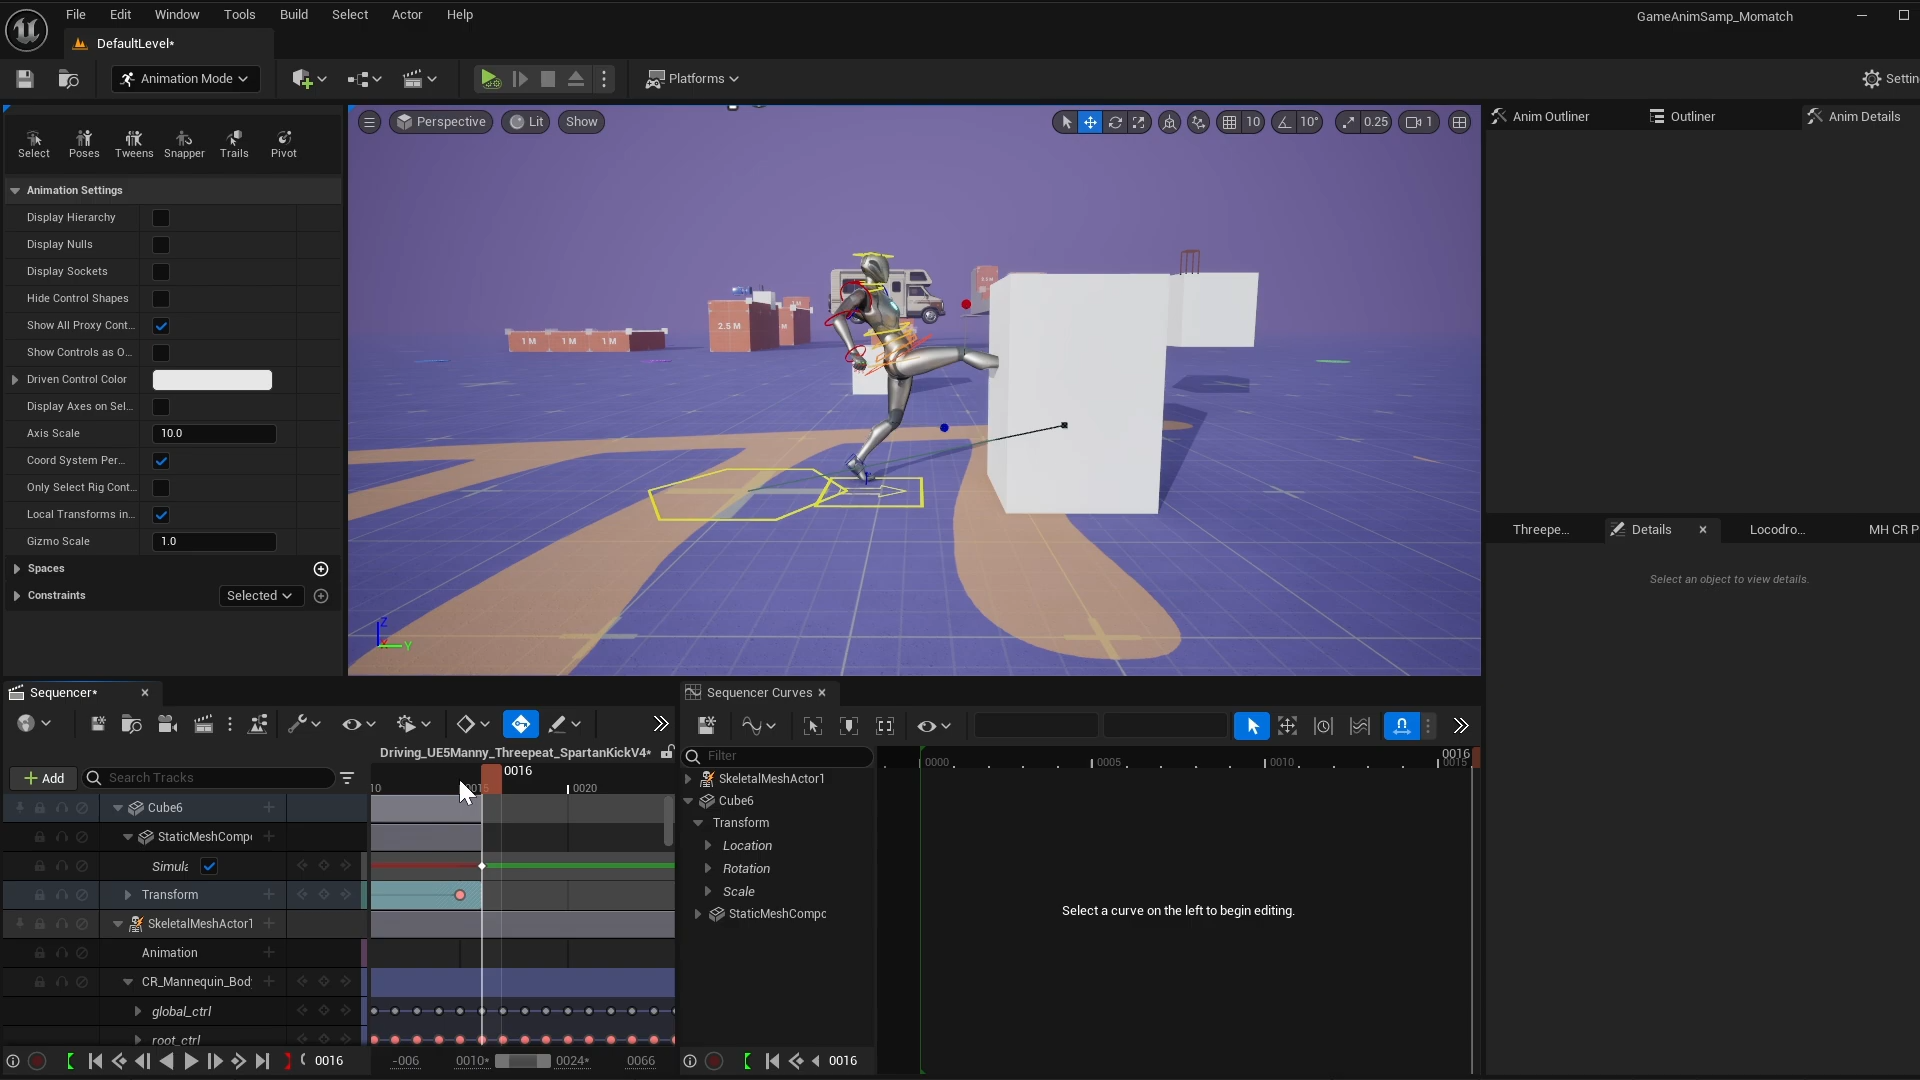 File Edit Window Tools Build Select Actor Help
GameAnimSamp_Momatch
DefaultLevel*
Animation Mode
Platforms
Settin
Select Poses Tweens Snapper Trails Pivot
Perspective Lit Show
10 10° 0.25 1
Anim Outliner Outliner Anim Details
Animation Settings
Display Hierarchy
Display Nulls
Display Sockets
Hide Control Shapes
Show All Proxy Cont...
Show Controls as O...
Driven Control Color
Display Axes on Sel...
Axis Scale 10.0
Coord System Per...
Only Select Rig Cont...
Local Transforms in...
Gizmo Scale 1.0
Spaces
Constraints Selected
2.5 M
1 M 1 M 1 M
Z
Y
Threepe... Details Locodro... MH CR P
Select an object to view details.
Sequencer*
Driving_UE5Manny_Threepeat_SpartanKickV4*
Add Search Tracks
0016
10 0015 0020
Cube6
StaticMeshComp
Simula
Transform
SkeletalMeshActor1
Animation
CR_Mannequin_Bod
global_ctrl
root_ctrl
0016 -006 0010* 0024* 0066
Sequencer Curves
Filter
0016
0000 0005 0010 0015
SkeletalMeshActor1
Cube6
Transform
Location
Rotation
Scale
StaticMeshCompc
Select a curve on the left to begin editing.
0016